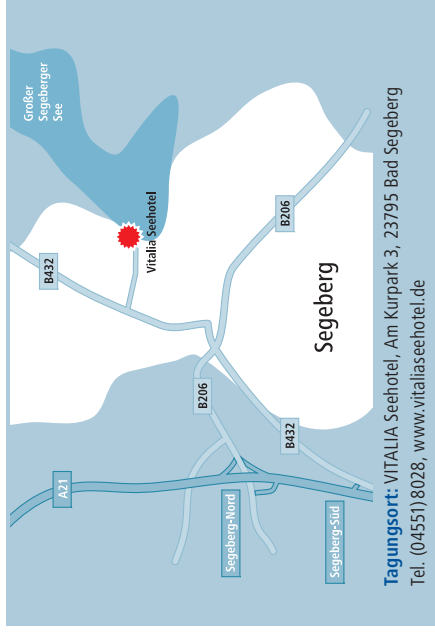 Großer
Segeberger
See
B432
Vitalia Seehotel
B206
Segeberg
B206
B432
A21
Segeberg-Nord
Segeberg-Süd
Tagungsort: VITALIA Seehotel, Am Kurpark 3, 23795 Bad Segeberg
Tel. (04551)8028, www.vitaliaseehotel.de